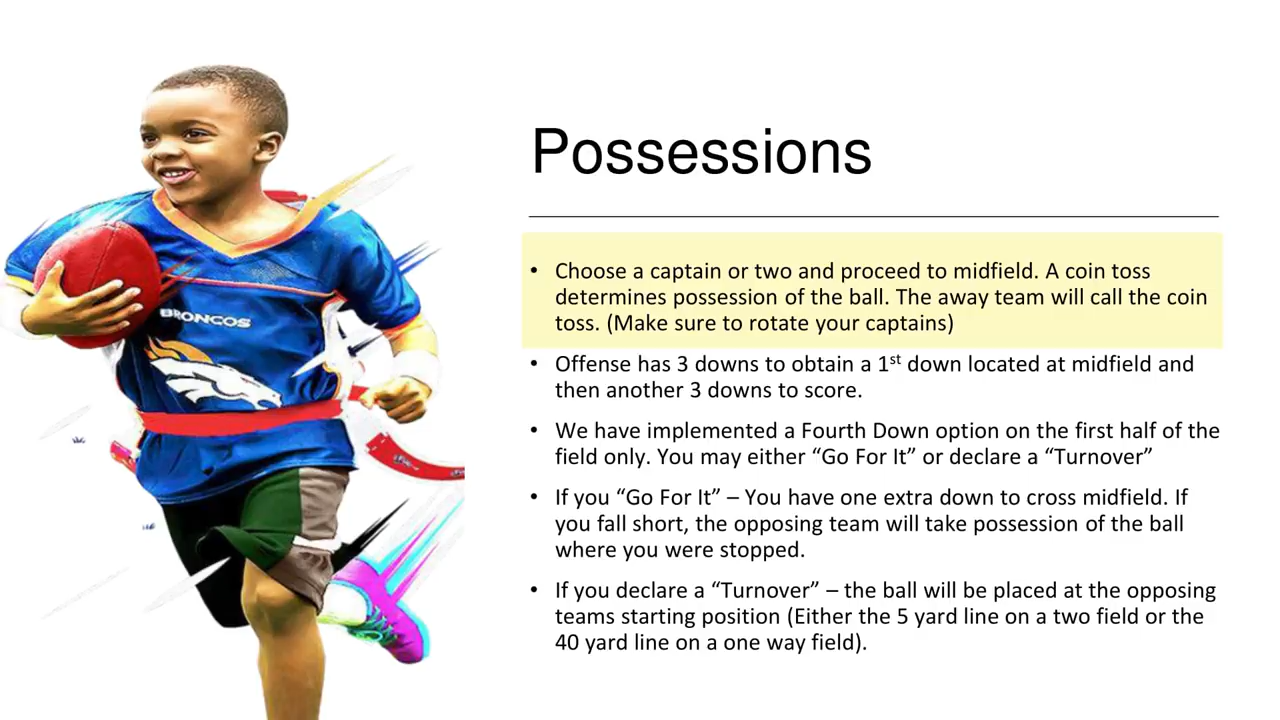 Possessions
• Choose a captain or two and proceed to midfield. A coin toss
determines possession of the ball. The away team will call the coin
toss. (Make sure to rotate your captains)
• Offense has 3 downs to obtain a 1st down located at midfield and
then another 3 downs to score.
• We have implemented a Fourth Down option on the first half of the
field only. You may either “Go For It” or declare a “Turnover”
• If you “Go For It” – You have one extra down to cross midfield. If
you fall short, the opposing team will take possession of the ball
where you were stopped.
• If you declare a “Turnover” – the ball will be placed at the opposing
teams starting position (Either the 5 yard line on a two field or the
40 yard line on a one way field).
BRONCOS